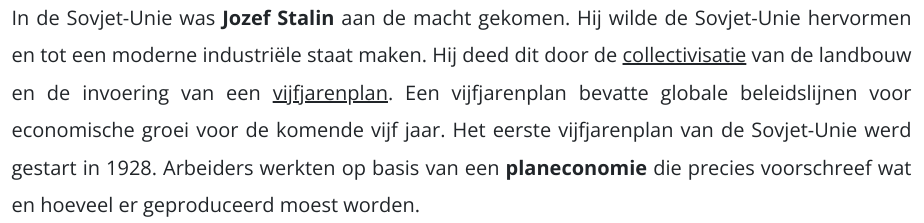 In de Sovjet-Unie was Jozef Stalin aan de macht gekomen. Hij wilde de Sovjet-Unie hervormen
en tot een moderne industriële staat maken. Hij deed dit door de collectivisatie van de landbouw
en de invoering van een vijfjarenplan. Een vijfjarenplan bevatte globale beleidslijnen voor
economische groei voor de komende vijf jaar. Het eerste vijfjarenplan van de Sovjet-Unie werd
gestart in 1928. Arbeiders werkten op basis van een planeconomie die precies voorschreef wat
en hoeveel er geproduceerd moest worden.